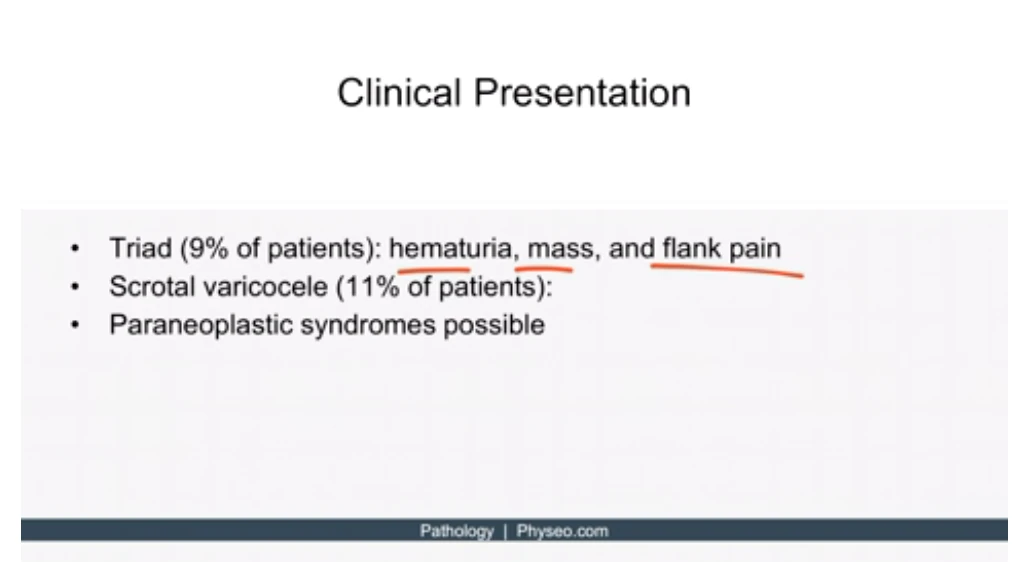 Clinical Presentation
• Triad (9% of patients): hematuria, mass, and flank pain
• Scrotal varicocele (11% of patients):
• Paraneoplastic syndromes possible
Pathology | Physeo.com